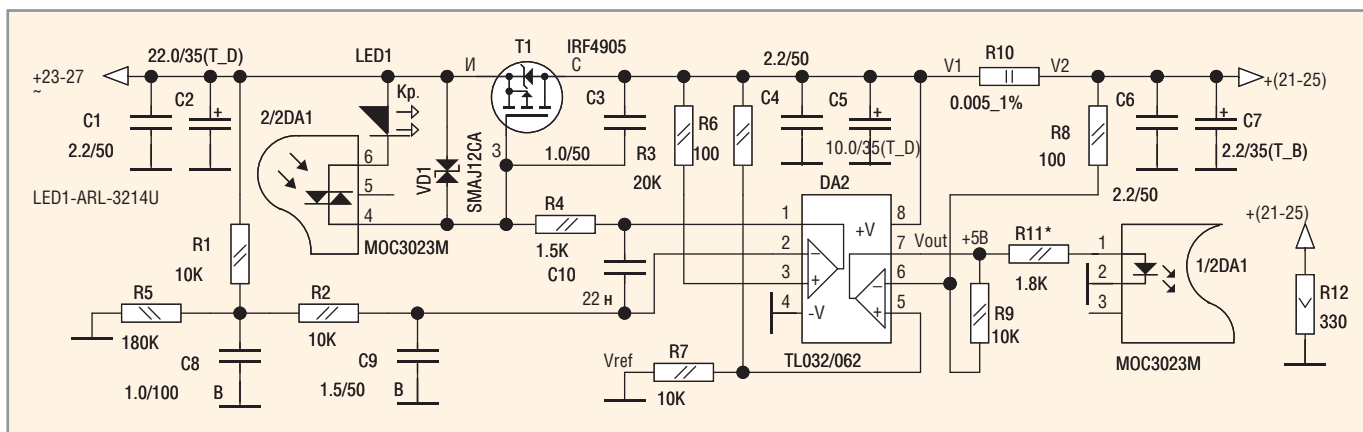 22.0/35(T_D)
LED1
T1
IRF4905
2.2/50
R10
+23-27
~
И
С
V1
V2
+(21-25)
C2
+
Кр.
C3
C4
C5
+
0.005_1%
C6
C7
+
C1
2/2DA1
R6
R8
100
3
1.0/50
R3
100
10.0/35(T_D)
100
2.2/35(T_B)
2.2/50
6
VD1
SMAJ12CA
20K
DA2
2.2/50
LED1-ARL-3214U
5
4
R4
1
+V
8
+(21-25)
R1
MOC3023M
1.5K
2
–
7
Vout
+5В
R11*
1
1/2DA1
10K
C10
3
+
–
6
1.8K
2
R12
R5
R2
22 н
4
-V
+
5
R9
3
330
180K
10K
10K
C8
C9
Vref
R7
TL032/062
MOC3023M
1.0/100
В
1.5/50
В
10K